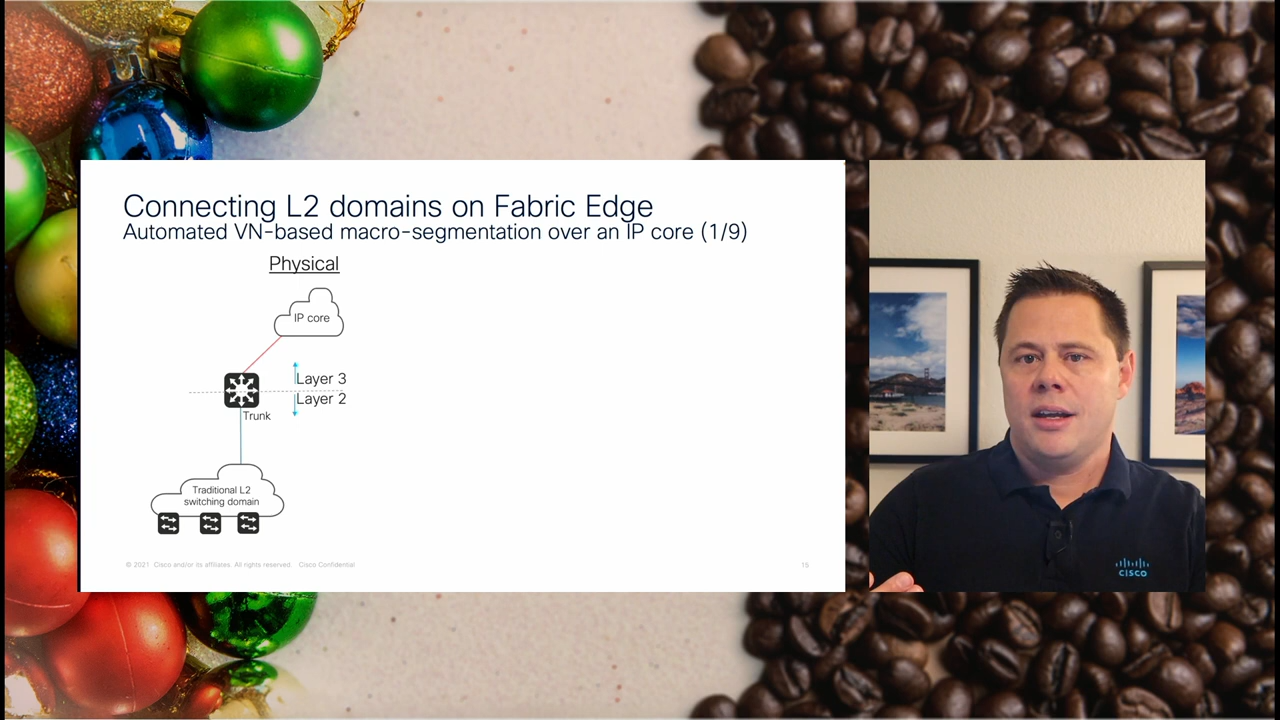 Connecting L2 domains on Fabric Edge
Automated VN-based macro-segmentation over an IP core (1/9)
Physical
IP core
Layer 3
Layer 2
Trunk
Traditional L2
switching domain
© 2021 Cisco and/or its affiliates. All rights reserved. Cisco Confidential
15
CISCO